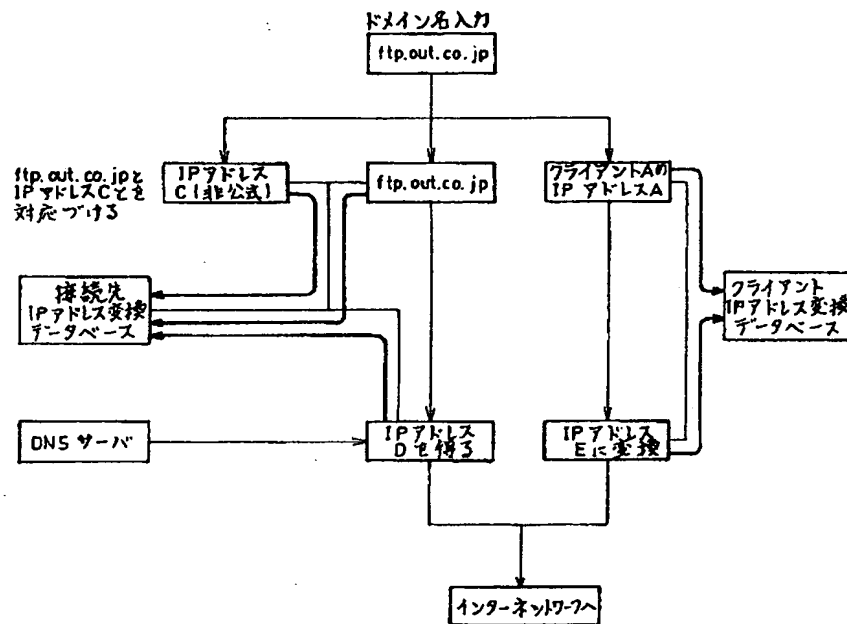 ドメイン名入力
ftp.out.co.jp
ftp.out.co.jpと
IPアドレスCとを
対応づける
IPアドレス
C(非公式)
ftp.out.co.jp
クライアントAの
IPアドレスA
接続先
IPアドレス変換
データベース
クライアント
IPアドレス変換
データベース
DNSサーバ
IPアドレス
Dを得る
IPアドレス
Eに変換
インターネットワークへ